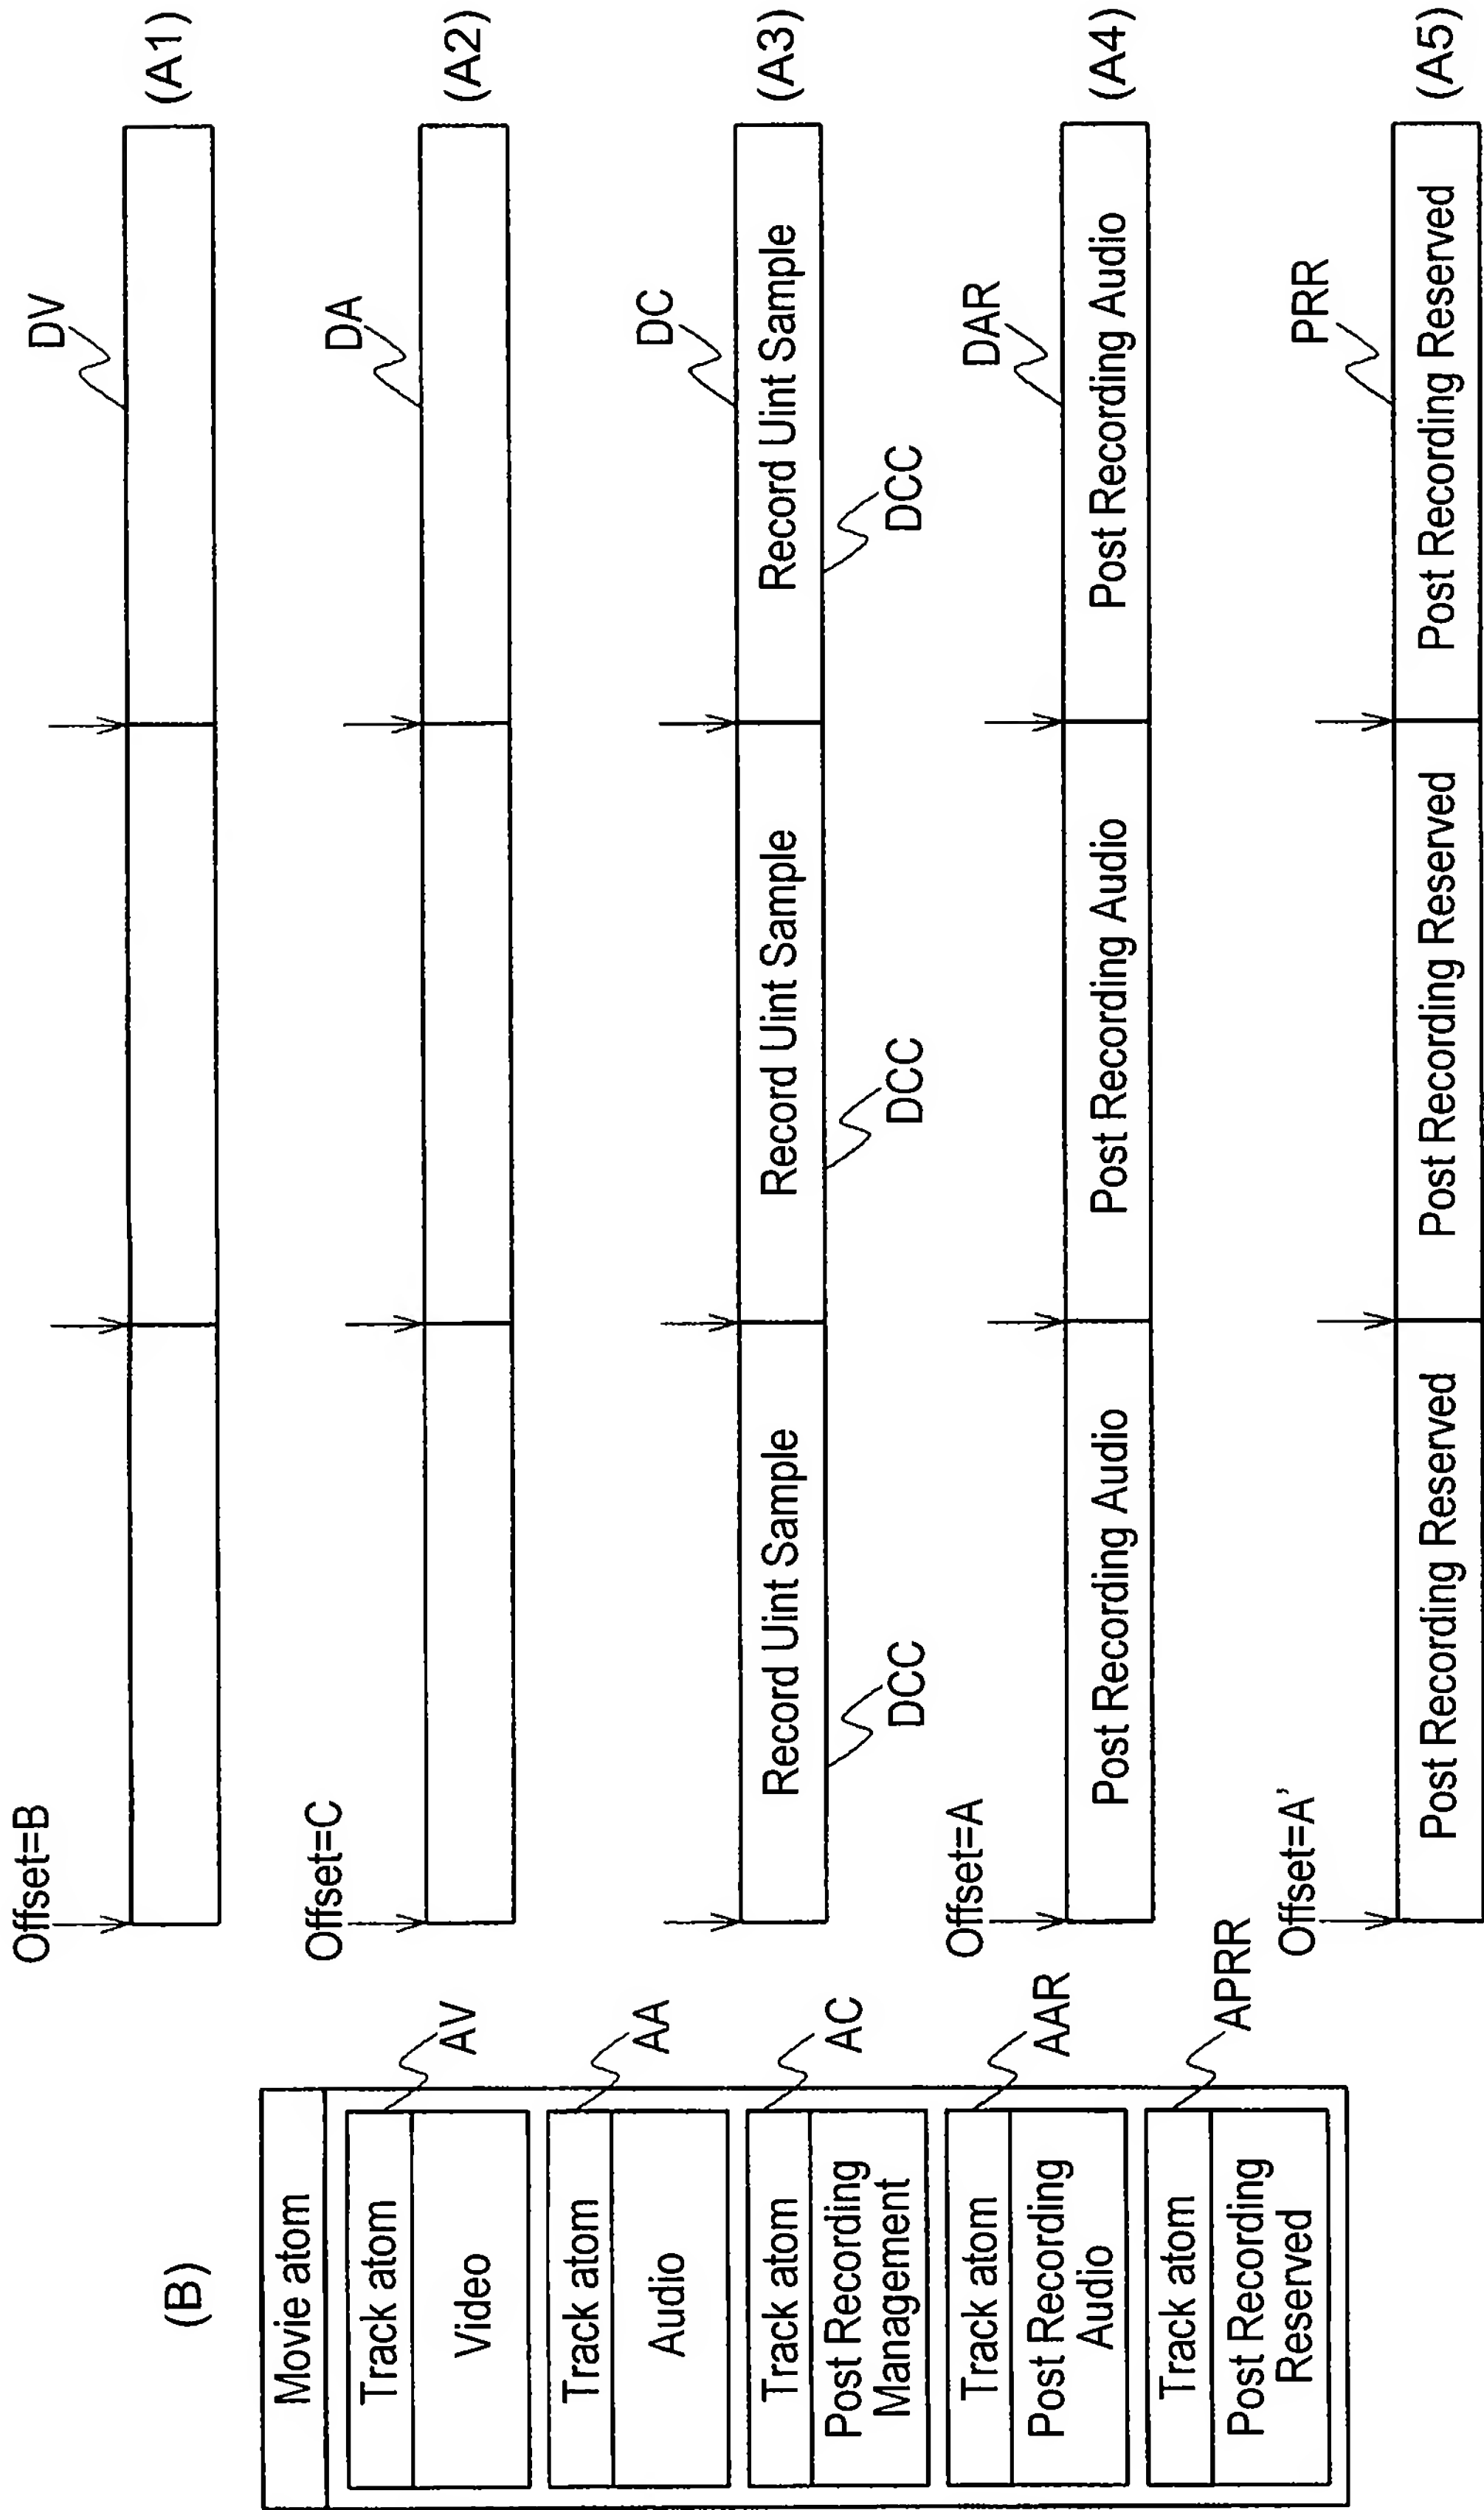 (B)
Movie atom
Track atom
Video
AV
Track atom
Audio
AA
Track atom
Post Recording
Management
AC
Track atom
Post Recording
Audio
AAR
Track atom
Post Recording
Reserved
APRR
Offset=B
DV
(A1)
Offset=C
DA
(A2)
Record Uint Sample
Record Uint Sample
Record Uint Sample
DC
DCC
DCC
DCC
(A3)
Offset=A
Post Recording Audio
Post Recording Audio
Post Recording Audio
DAR
(A4)
Offset=A'
Post Recording Reserved
Post Recording Reserved
Post Recording Reserved
PRR
(A5)